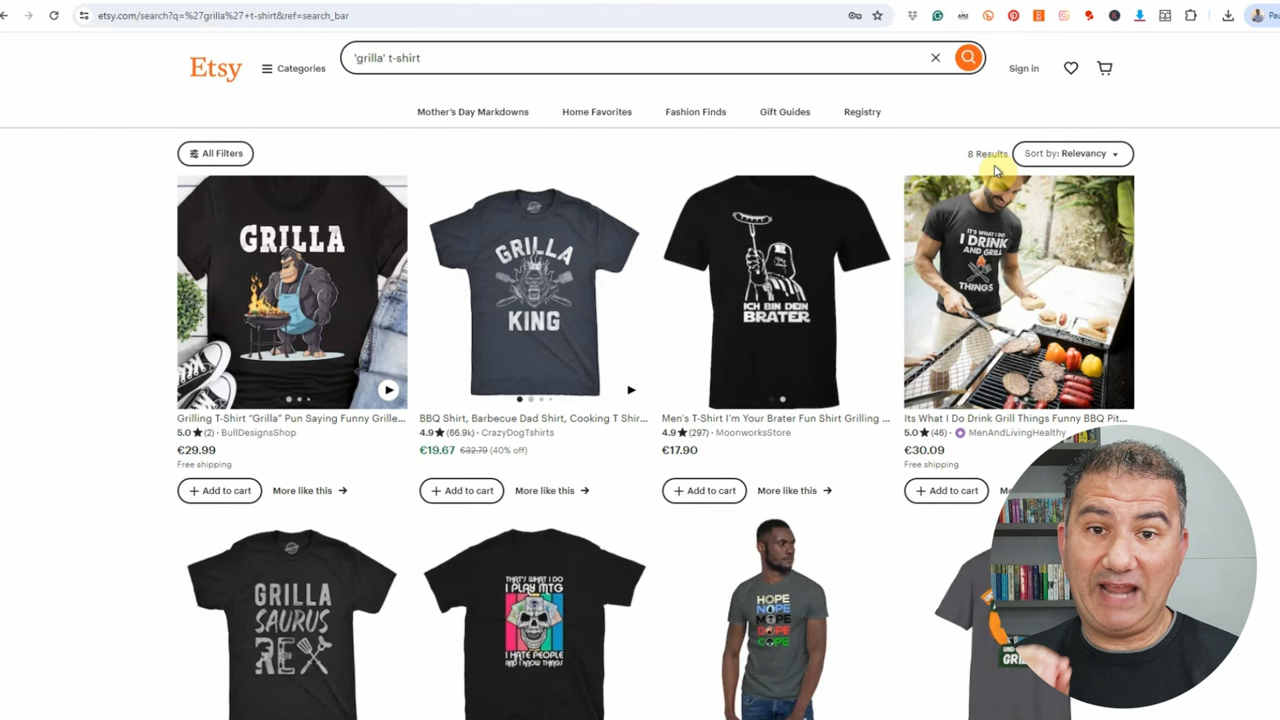 etsy.com/search?q=%27grilla%27+t-shirt&ref=search_bar
Etsy
Categories
'grilla' t-shirt
Sign in
Mother's Day Markdowns
Home Favorites
Fashion Finds
Gift Guides
Registry
All Filters
8 Results
Sort by: Relevancy
GRILLA
GRILLA
KING
ICH BIN DEIN
BRATER
IT'S WHAT I DO
I DRINK
AND GRILL
THINGS
Grilling T-Shirt "Grilla" Pun Saying Funny Grille...
5.0 ★ (2) · BullDesignsShop
€29.99
Free shipping
+ Add to cart
More like this →
BBQ Shirt, Barbecue Dad Shirt, Cooking T Shir...
4.9 ★ (66.9k) · CrazyDogTshirts
€19.67 €32.79 (40% off)
+ Add to cart
More like this →
Men's T-Shirt I'm Your Brater Fun Shirt Grilling ...
4.9 ★ (297) · MoonworksStore
€17.90
+ Add to cart
More like this →
Its What I Do Drink Grill Things Funny BBQ Pit...
5.0 ★ (46) · MenAndLivingHealthy
€30.09
Free shipping
+ Add to cart
GRILLA
SAURUS
REX
THAT'S WHAT I DO
I PLAY MTG
I HATE PEOPLE
AND I KNOW THINGS
HOPE
NOPE
MOPE
DOPE
COPE